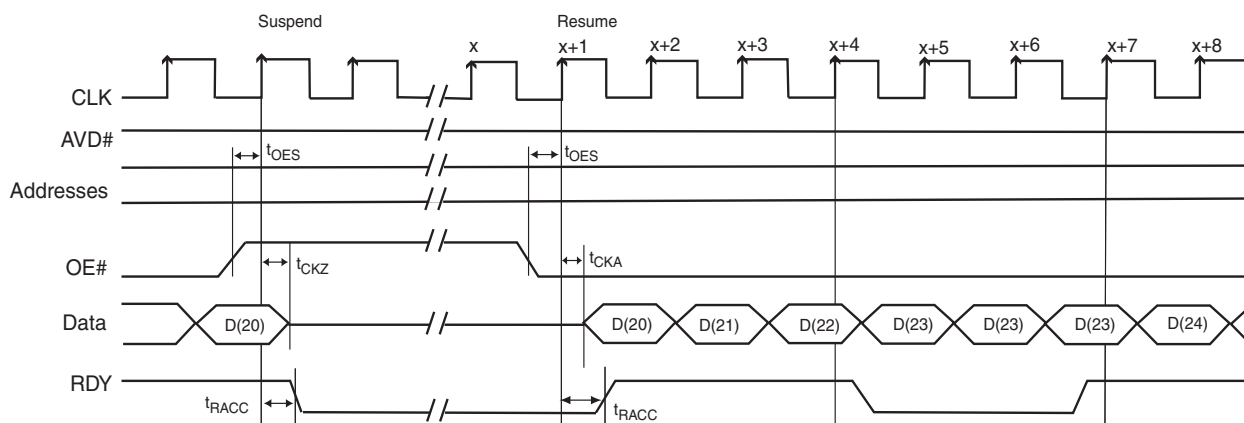 Suspend Resume
x x+1 x+2 x+3 x+4 x+5 x+6 x+7 x+8
CLK
AVD#
tOES tOES
Addresses
OE#
tCKZ tCKA
Data D(20) D(20) D(21) D(22) D(23) D(23) D(23) D(24)
RDY
tRACC tRACC